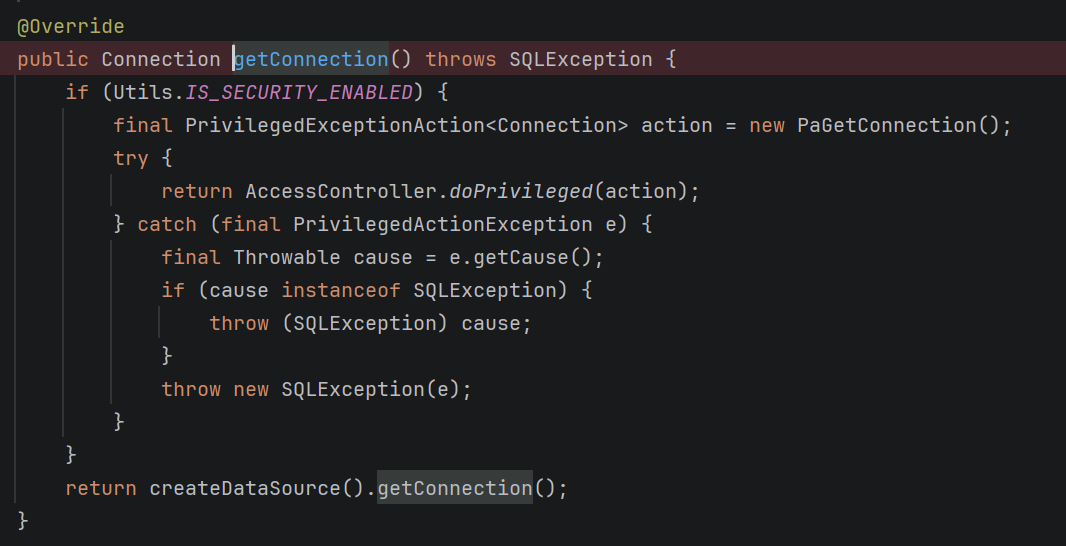 @Override
public Connection getConnection() throws SQLException {
    if (Utils.IS_SECURITY_ENABLED) {
        final PrivilegedExceptionAction<Connection> action = new PaGetConnection();
        try {
            return AccessController.doPrivileged(action);
        } catch (final PrivilegedActionException e) {
            final Throwable cause = e.getCause();
            if (cause instanceof SQLException) {
                throw (SQLException) cause;
            }
            throw new SQLException(e);
        }
    }
    return createDataSource().getConnection();
}